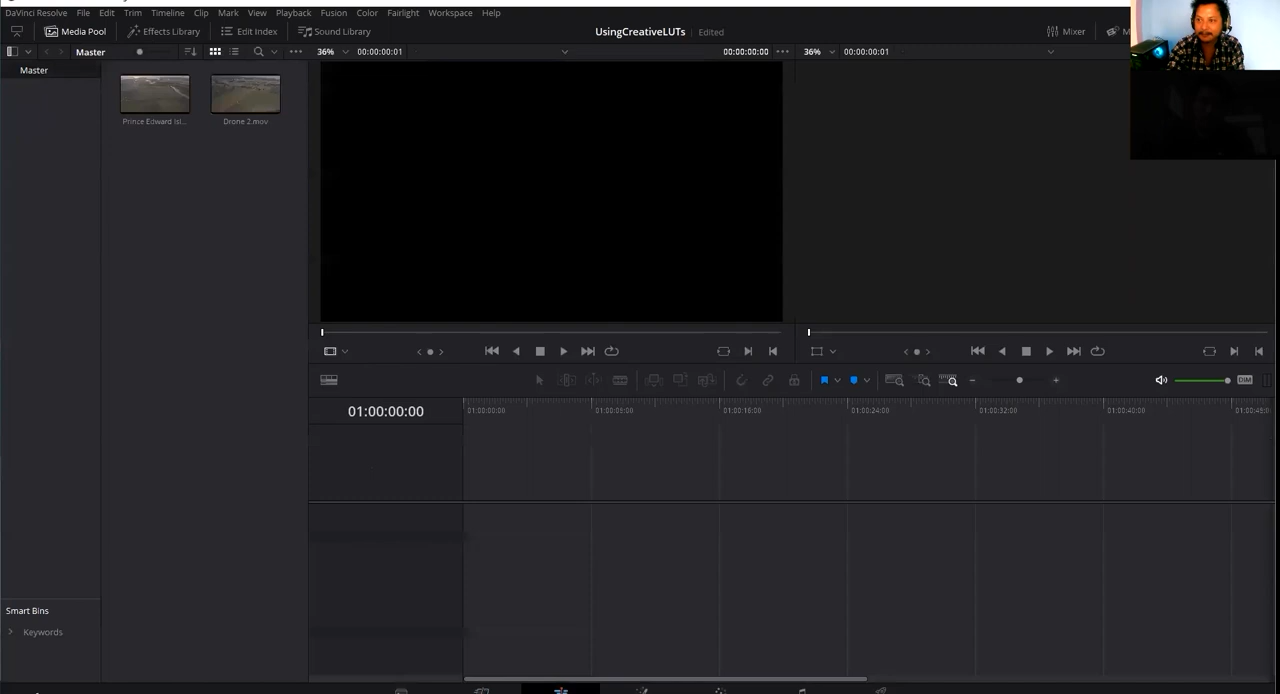 DaVinci Resolve File Edit Trim Timeline Clip Mark View Playback Fusion Color Fairlight Workspace Help
Media Pool Effects Library Edit Index Sound Library UsingCreativeLUTs Edited Mixer
Master 36% 00:00:00:01 00:00:00:00 36% 00:00:00:01
Master
Prince Edward Isl... Drone 2.mov
DIM
01:00:00:00 01:00:00:00 01:00:08:00 01:00:16:00 01:00:24:00 01:00:32:00 01:00:40:00
Smart Bins
Keywords